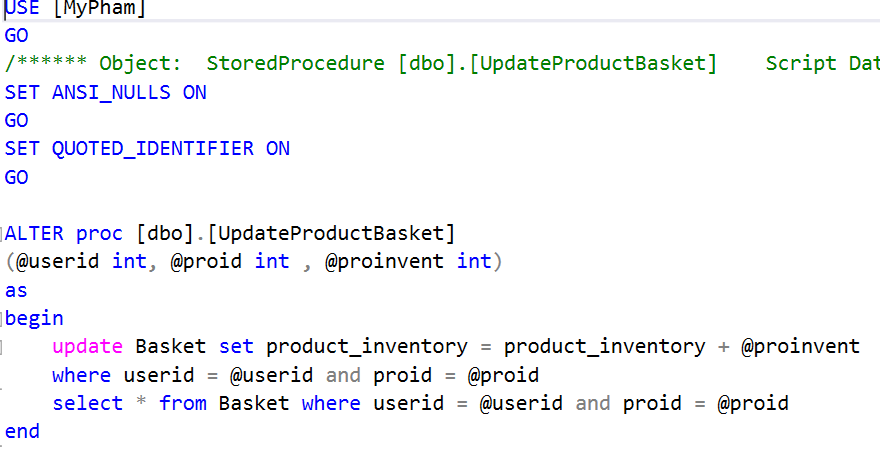 USE [MyPham]
GO
/****** Object:  StoredProcedure [dbo].[UpdateProductBasket]    Script Dat
SET ANSI_NULLS ON
GO
SET QUOTED_IDENTIFIER ON
GO
ALTER proc [dbo].[UpdateProductBasket]
(@userid int, @proid int , @proinvent int)
as
begin
    update Basket set product_inventory = product_inventory + @proinvent
    where userid = @userid and proid = @proid
    select * from Basket where userid = @userid and proid = @proid
end